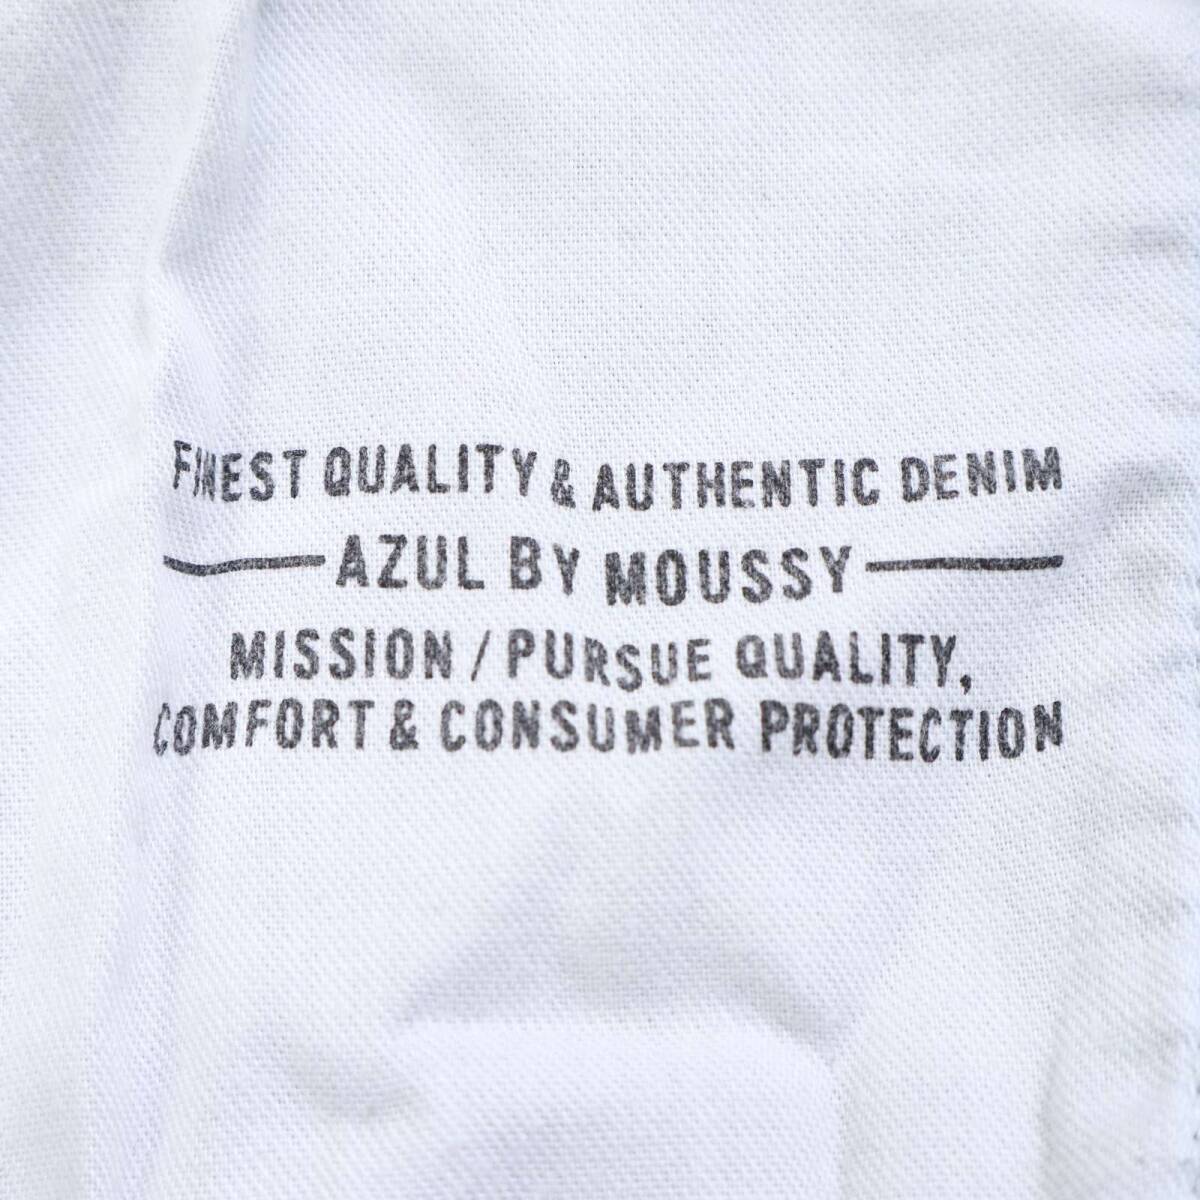 FINEST QUALITY & AUTHENTIC DENIM
AZUL BY MOUSSY
MISSION / PURSUE QUALITY,
COMFORT & CONSUMER PROTECTION